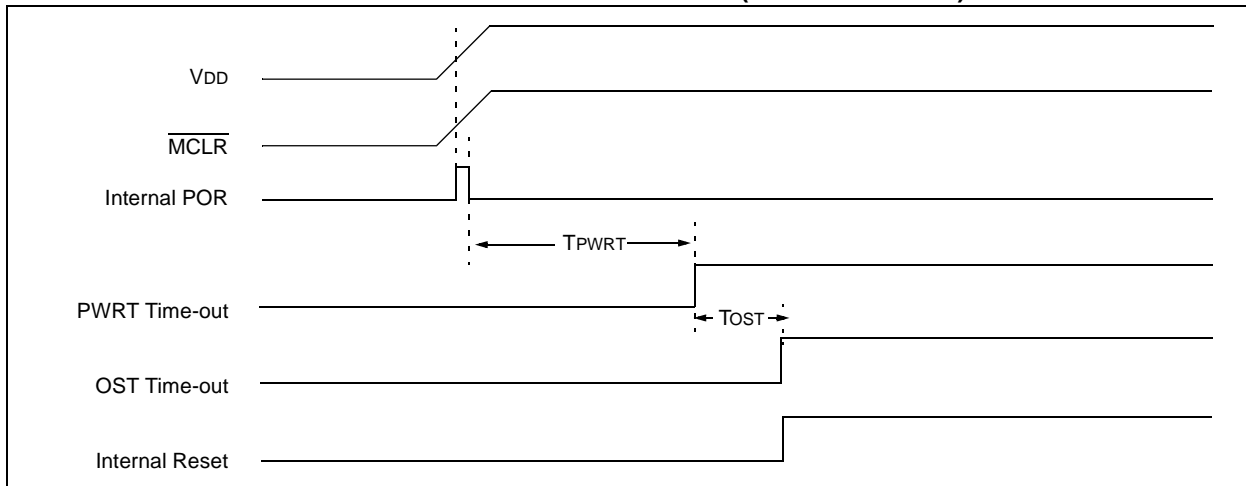 VDD
MCLR
Internal POR
TPWRT
PWRT Time-out
TOST
OST Time-out
Internal Reset